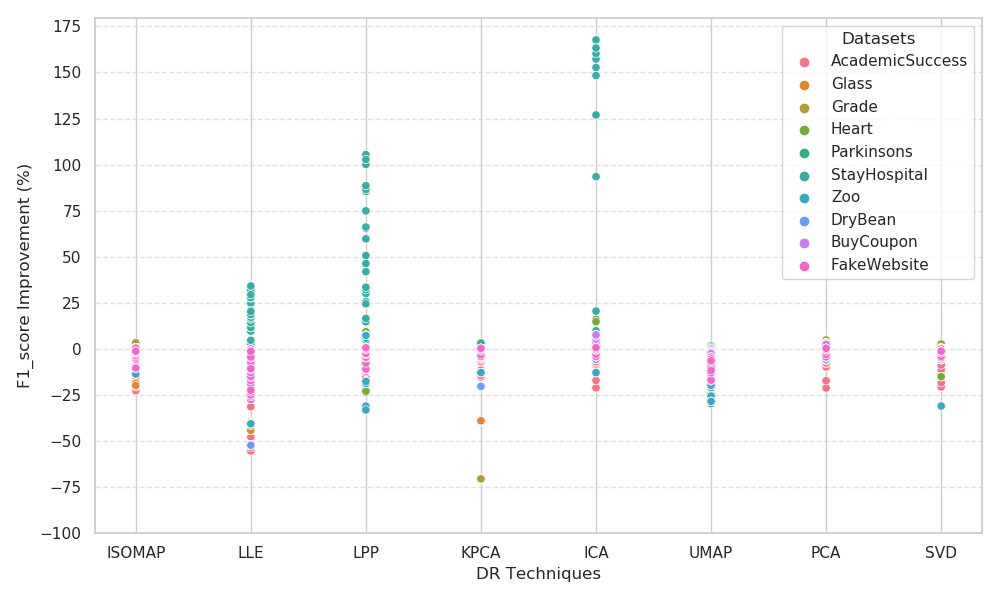 175
150
125
100
75
50
25
0
−25
−50
−75
−100
F1_score Improvement (%)
ISOMAP LLE LPP KPCA ICA UMAP PCA SVD
DR Techniques
Datasets
AcademicSuccess
Glass
Grade
Heart
Parkinsons
StayHospital
Zoo
DryBean
BuyCoupon
FakeWebsite